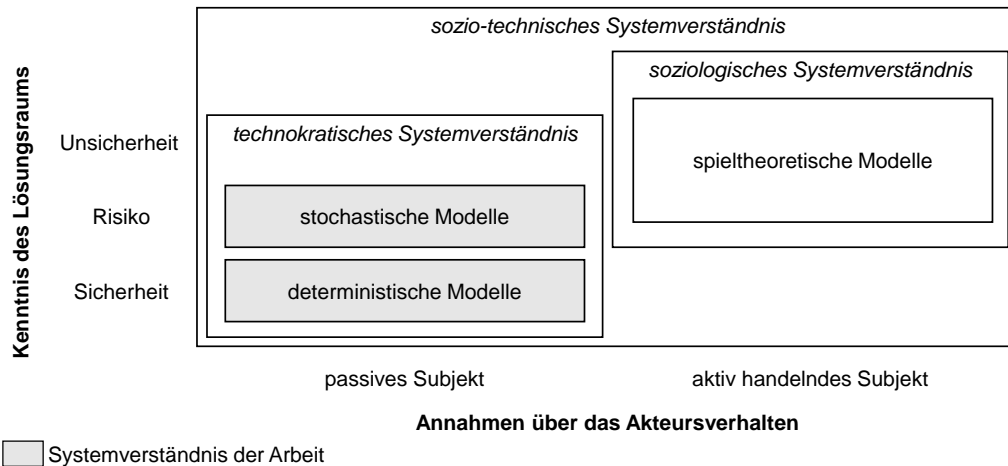 sozio-technisches Systemverständnis
soziologisches Systemverständnis
technokratisches Systemverständnis
spieltheoretische Modelle
stochastische Modelle
deterministische Modelle
Kenntnis des Lösungsraums
Unsicherheit
Risiko
Sicherheit
passives Subjekt
aktiv handelndes Subjekt
Annahmen über das Akteursverhalten
Systemverständnis der Arbeit